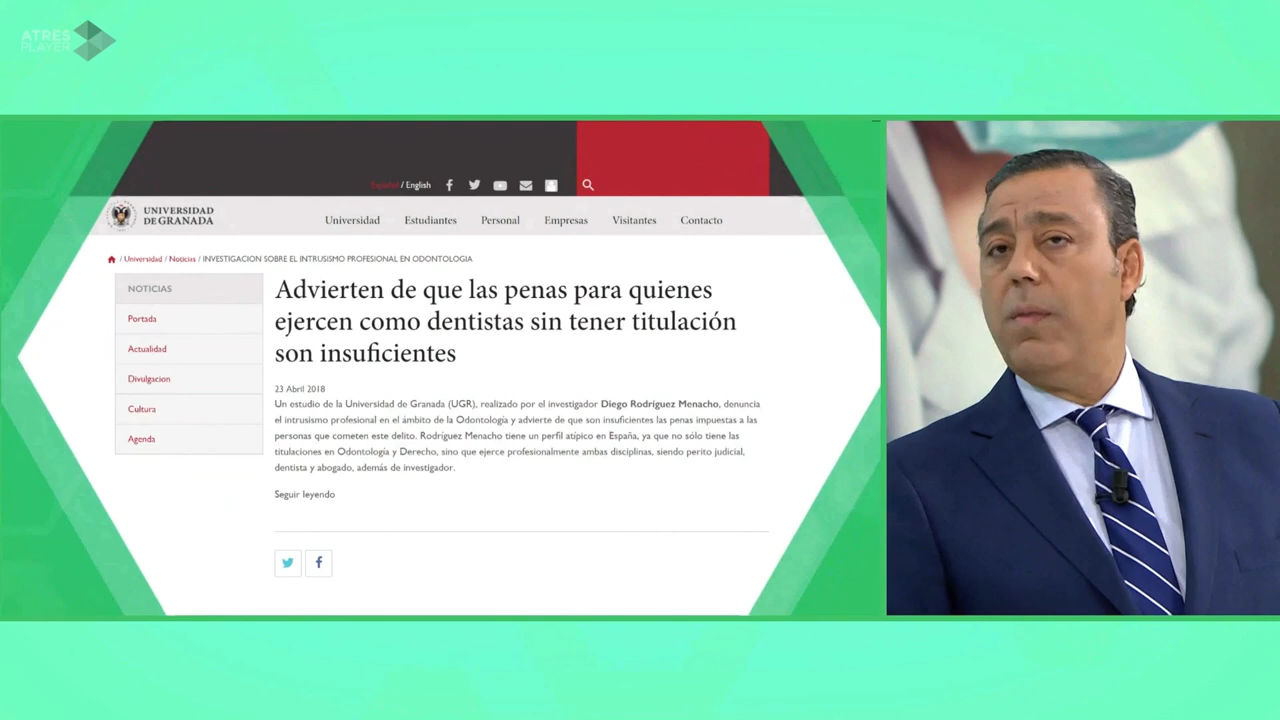 ATRES
PLAYER
Español / English
UNIVERSIDAD
DE GRANADA
Universidad Estudiantes Personal Empresas Visitantes Contacto
/ Universidad / Noticias / INVESTIGACION SOBRE EL INTRUSISMO PROFESIONAL EN ODONTOLOGIA
NOTICIAS
Portada
Actualidad
Divulgacion
Cultura
Agenda
Advierten de que las penas para quienes
ejercen como dentistas sin tener titulación
son insuficientes
23 Abril 2018
Un estudio de la Universidad de Granada (UGR), realizado por el investigador Diego Rodríguez Menacho, denuncia
el intrusismo profesional en el ámbito de la Odontología y advierte de que son insuficientes las penas impuestas a las
personas que cometen este delito. Rodríguez Menacho tiene un perfil atípico en España, ya que no sólo tiene las
titulaciones en Odontología y Derecho, sino que ejerce profesionalmente ambas disciplinas, siendo perito judicial,
dentista y abogado, además de investigador.
Seguir leyendo